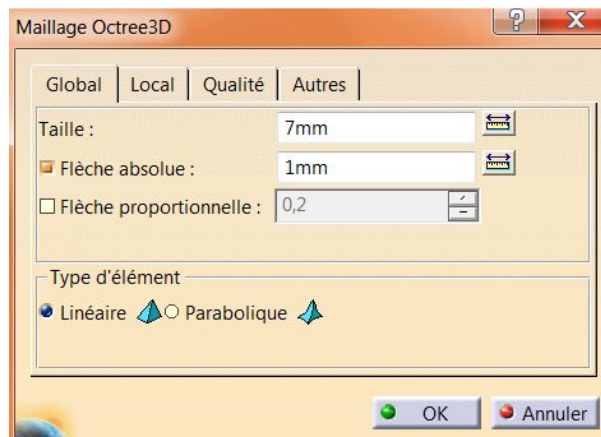 Maillage Octree3D
Global Local Qualité Autres
Taille : 7mm
Flèche absolue : 1mm
Flèche proportionnelle : 0,2
Type d'élément
Linéaire Parabolique
OK Annuler